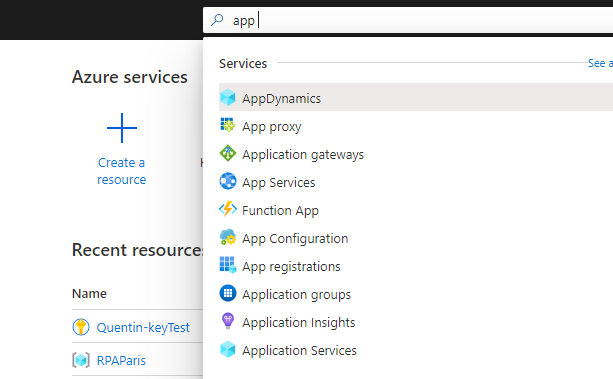 app
Services
See a
Azure services
AppDynamics
App proxy
Application gateways
Create a
resource
App Services
Function App
App Configuration
Recent resources
App registrations
Name
Application groups
Quentin-keyTest
Application Insights
RPAParis
Application Services